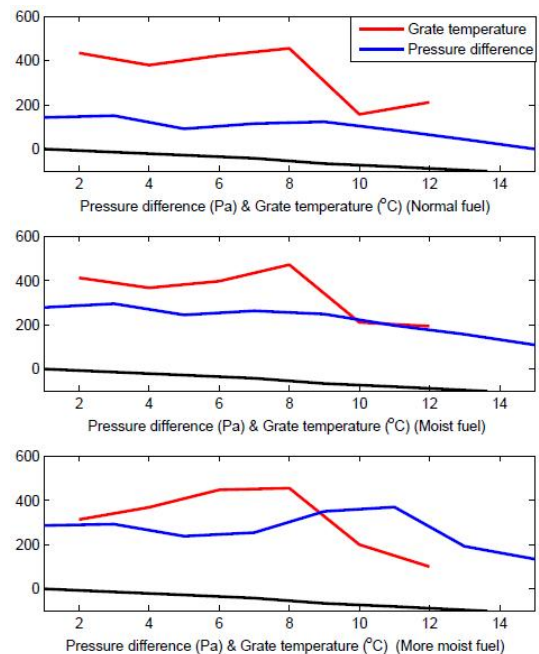 600
Grate temperature
Pressure difference
400
200
0
2 4 6 8 10 12 14
Pressure difference (Pa) & Grate temperature (°C) (Normal fuel)
600
400
200
0
2 4 6 8 10 12 14
Pressure difference (Pa) & Grate temperature (°C) (Moist fuel)
600
400
200
0
2 4 6 8 10 12 14
Pressure difference (Pa) & Grate temperature (°C) (More moist fuel)